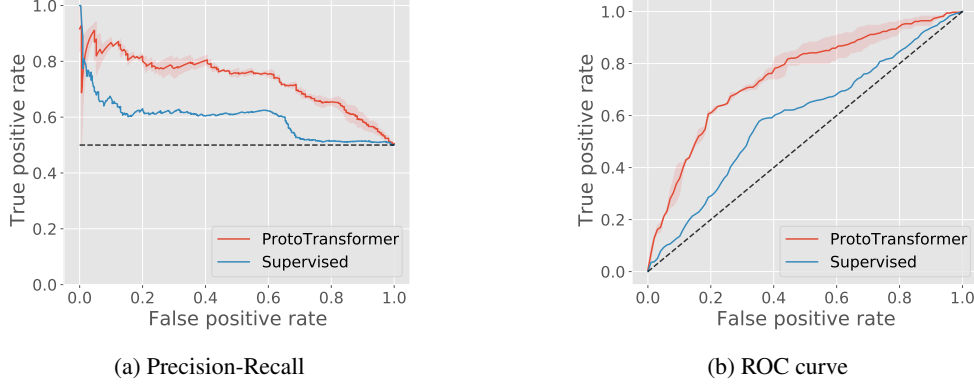 1.0
0.8
0.6
0.4
0.2
0.0
True positive rate
ProtoTransformer
Supervised
0.0 0.2 0.4 0.6 0.8 1.0
False positive rate
(a) Precision-Recall
1.0
0.8
0.6
0.4
0.2
0.0
True positive rate
ProtoTransformer
Supervised
0.0 0.2 0.4 0.6 0.8 1.0
False positive rate
(b) ROC curve